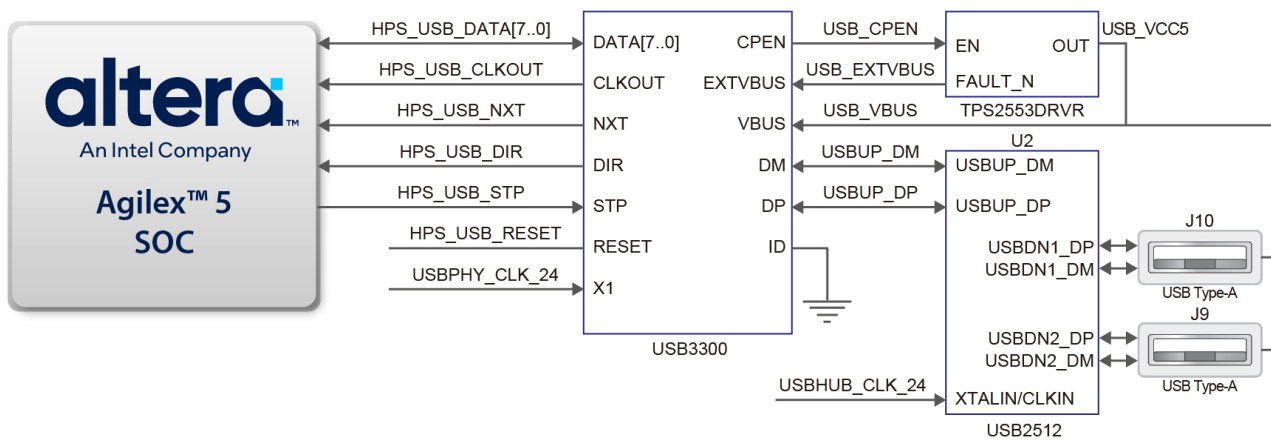 altera™
An Intel Company
Agilex™ 5
SOC
HPS_USB_DATA[7..0]
HPS_USB_CLKOUT
HPS_USB_NXT
HPS_USB_DIR
HPS_USB_STP
HPS_USB_RESET
USBPHY_CLK_24
DATA[7..0]
CLKOUT
NXT
DIR
STP
RESET
X1
CPEN
EXTVBUS
VBUS
DM
DP
ID
USB3300
USB_CPEN
USB_EXTVBUS
USB_VBUS
USBUP_DM
USBUP_DP
EN
OUT
FAULT_N
TPS2553DRVR
USB_VCC5
U2
USBUP_DM
USBUP_DP
USBDN1_DP
USBDN1_DM
USBDN2_DP
USBDN2_DM
XTALIN/CLKIN
USB2512
USBHUB_CLK_24
J10
USB Type-A
J9
USB Type-A